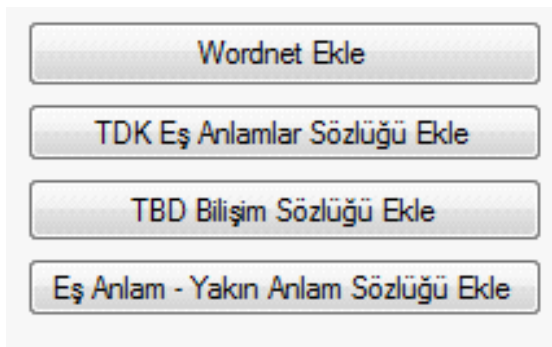 Wordnet Ekle
TDK Eş Anlamlar Sözlüğü Ekle
TBD Bilişim Sözlüğü Ekle
Eş Anlam - Yakın Anlam Sözlüğü Ekle